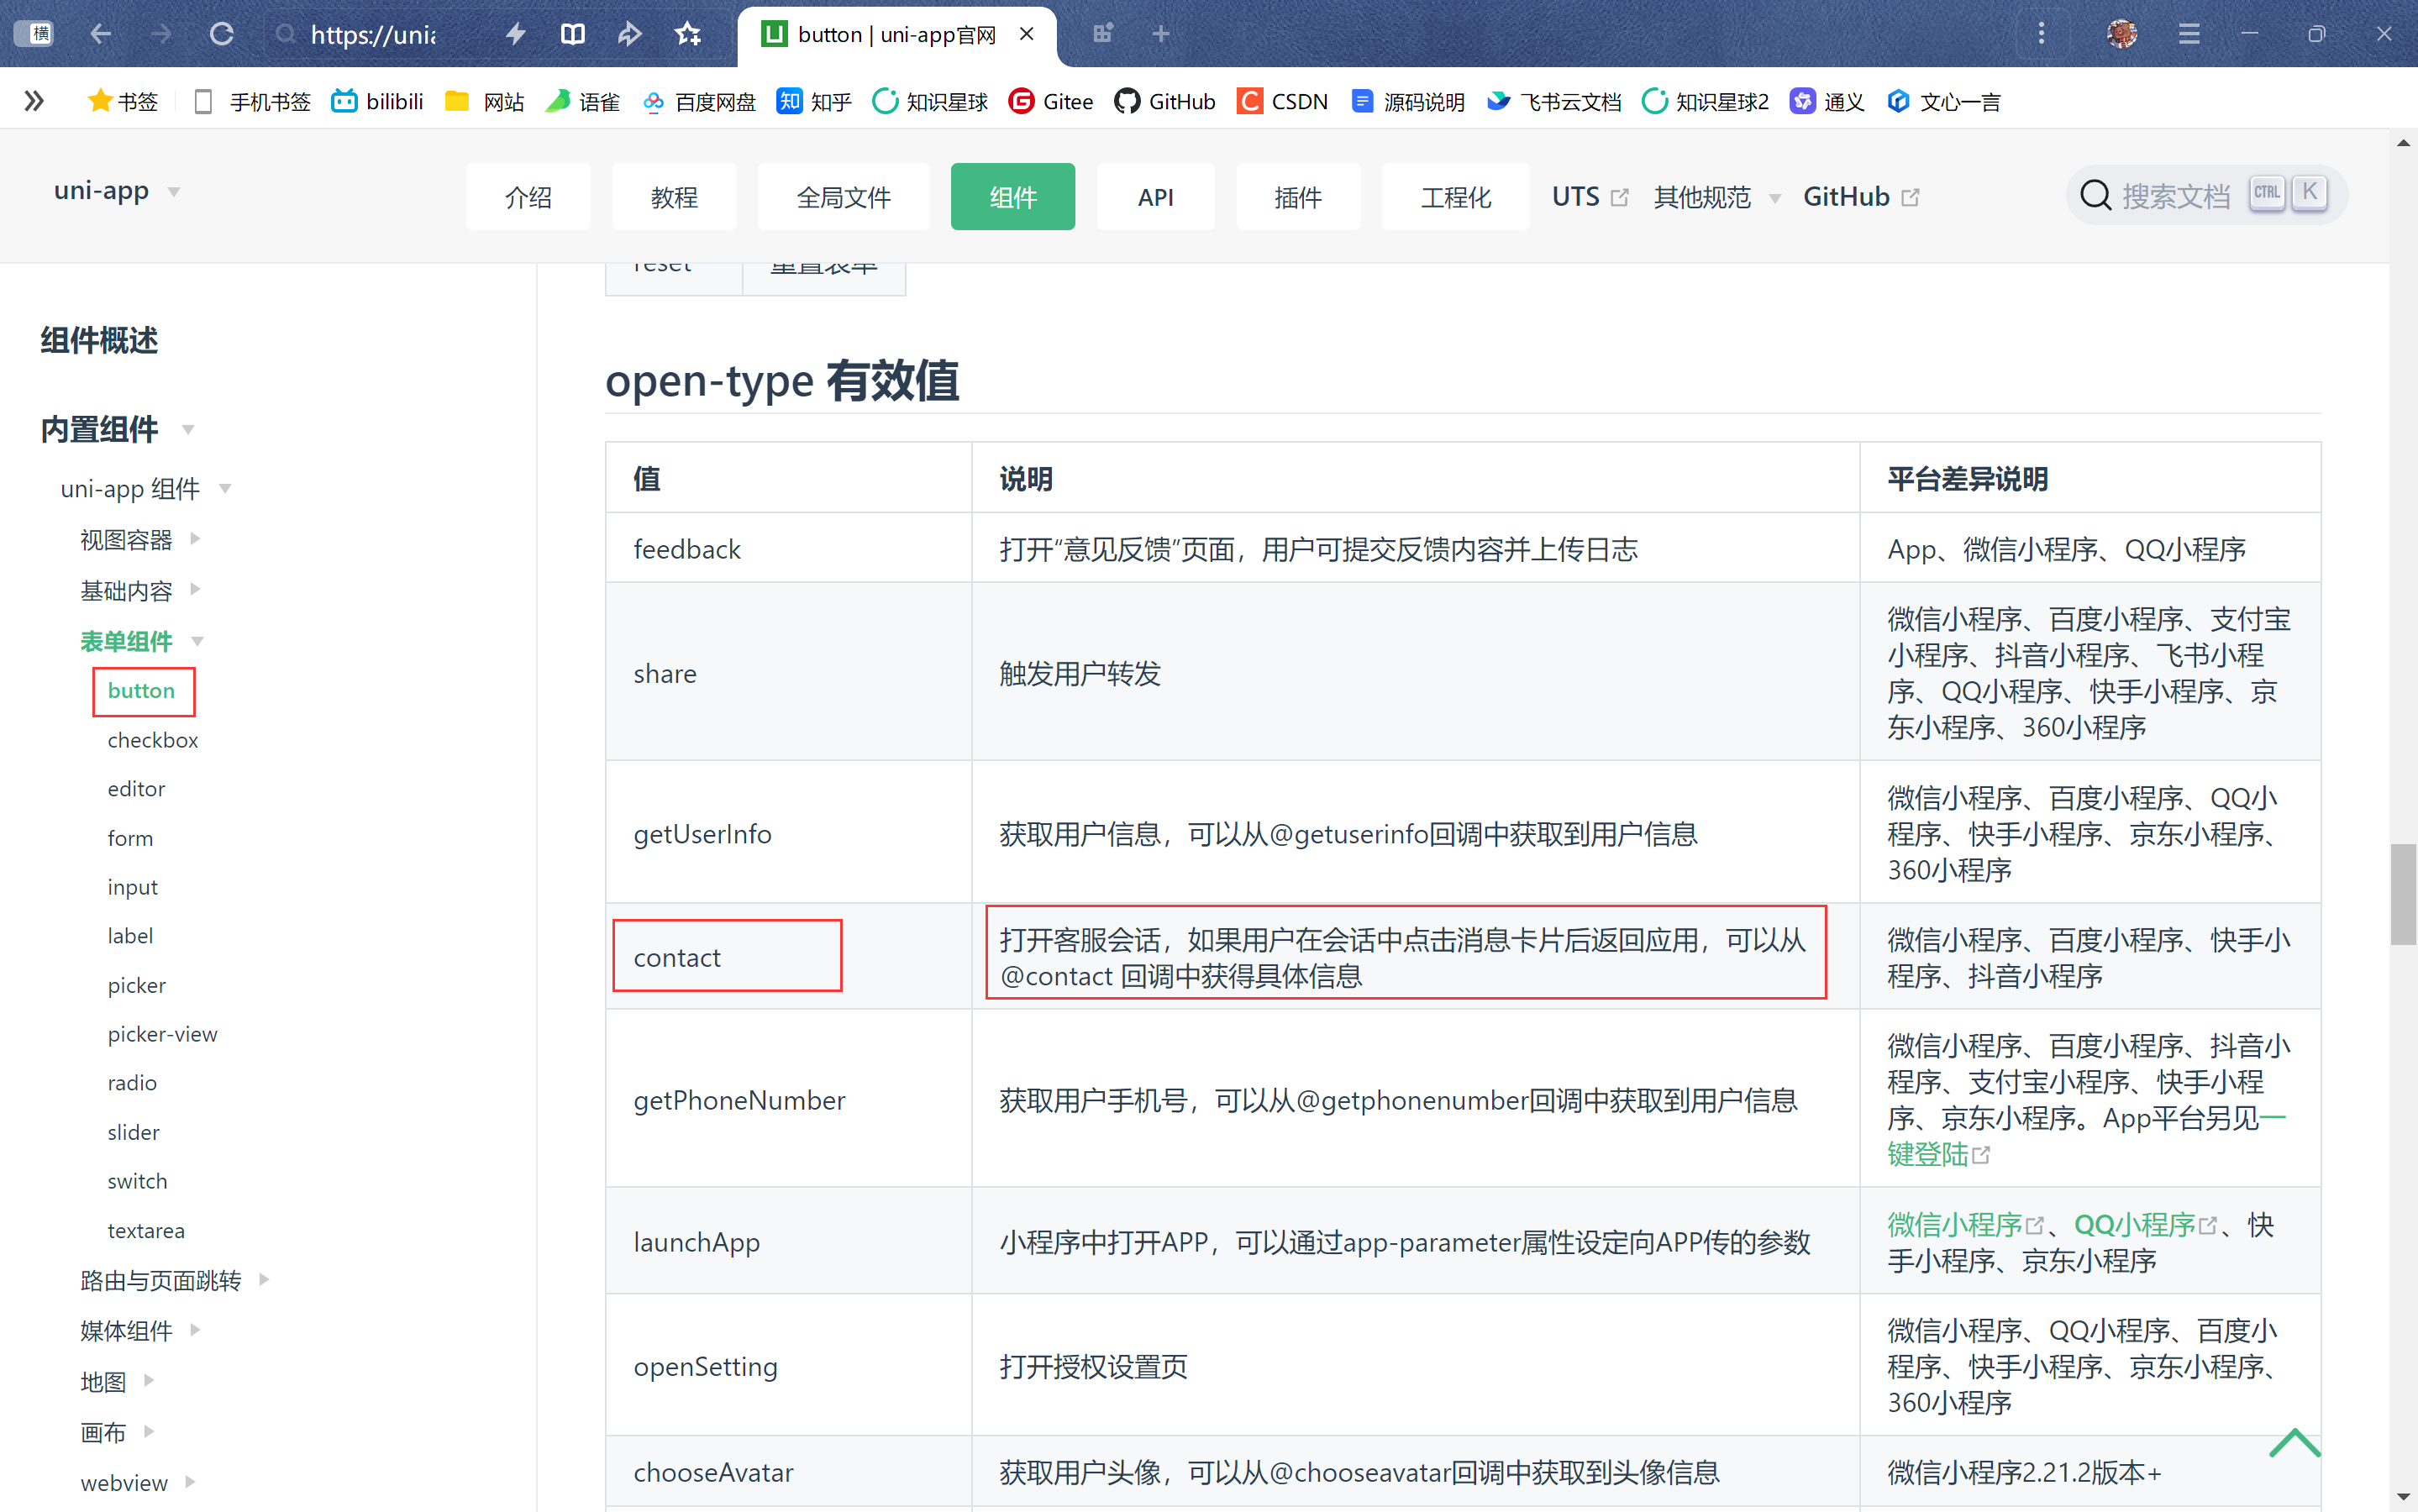 横
https://unia
button | uni-app官网
书签
手机书签
bilibili
网站
语雀
百度网盘
知乎
知识星球
Gitee
GitHub
CSDN
源码说明
飞书云文档
知识星球2
通义
文心一言
uni-app
介绍
教程
全局文件
组件
API
插件
工程化
UTS
其他规范
GitHub
搜索文档
CTRL
K
组件概述
内置组件
uni-app 组件
视图容器
基础内容
表单组件
button
checkbox
editor
form
input
label
picker
picker-view
radio
slider
switch
textarea
路由与页面跳转
媒体组件
地图
画布
webview
reset 重置表单
open-type 有效值
值 说明 平台差异说明
feedback 打开“意见反馈”页面，用户可提交反馈内容并上传日志 App、微信小程序、QQ小程序
share 触发用户转发
微信小程序、百度小程序、支付宝
小程序、抖音小程序、飞书小程
序、QQ小程序、快手小程序、京
东小程序、360小程序
getUserInfo 获取用户信息，可以从@getuserinfo回调中获取到用户信息
微信小程序、百度小程序、QQ小
程序、快手小程序、京东小程序、
360小程序
contact
打开客服会话，如果用户在会话中点击消息卡片后返回应用，可以从
@contact 回调中获得具体信息
微信小程序、百度小程序、快手小
程序、抖音小程序
getPhoneNumber 获取用户手机号，可以从@getphonenumber回调中获取到用户信息
微信小程序、百度小程序、抖音小
程序、支付宝小程序、快手小程
序、京东小程序。App平台另见一
键登陆
launchApp 小程序中打开APP，可以通过app-parameter属性设定向APP传的参数
微信小程序、QQ小程序、快
手小程序、京东小程序
openSetting 打开授权设置页
微信小程序、QQ小程序、百度小
程序、快手小程序、京东小程序、
360小程序
chooseAvatar 获取用户头像，可以从@chooseavatar回调中获取到头像信息 微信小程序2.21.2版本+